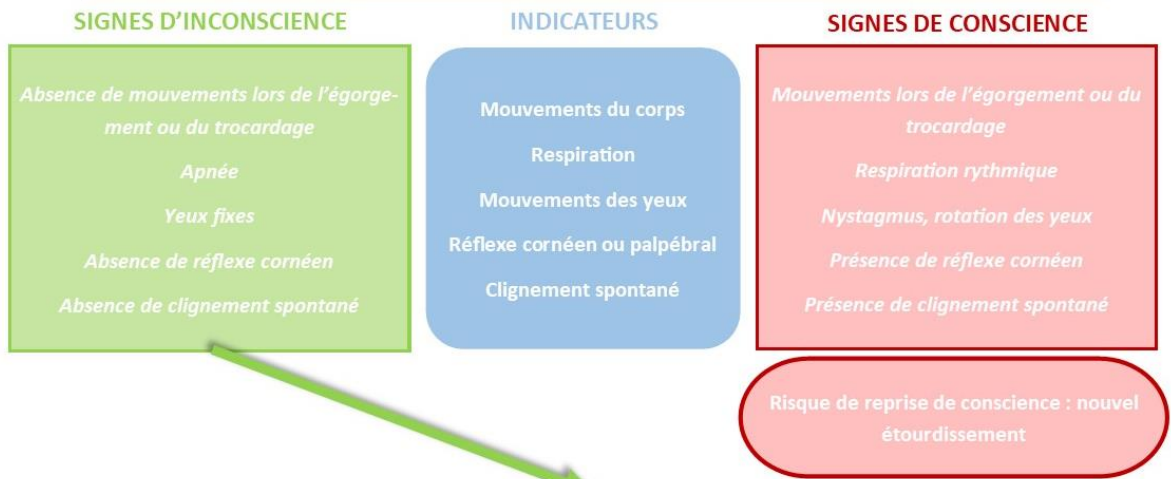 SIGNES D'INCONSCIENCE
Absence de mouvements lors de l'égorge-
ment ou du trocardage
Apnée
Yeux fixes
Absence de réflexe cornéen
Absence de clignement spontané
INDICATEURS
Mouvements du corps
Respiration
Mouvements des yeux
Réflexe cornéen ou palpébral
Clignement spontané
SIGNES DE CONSCIENCE
Mouvements lors de l'égorgement ou du
trocardage
Respiration rythmique
Nystagmus, rotation des yeux
Présence de réflexe cornéen
Présence de clignement spontané
Risque de reprise de conscience : nouvel
étourdissement